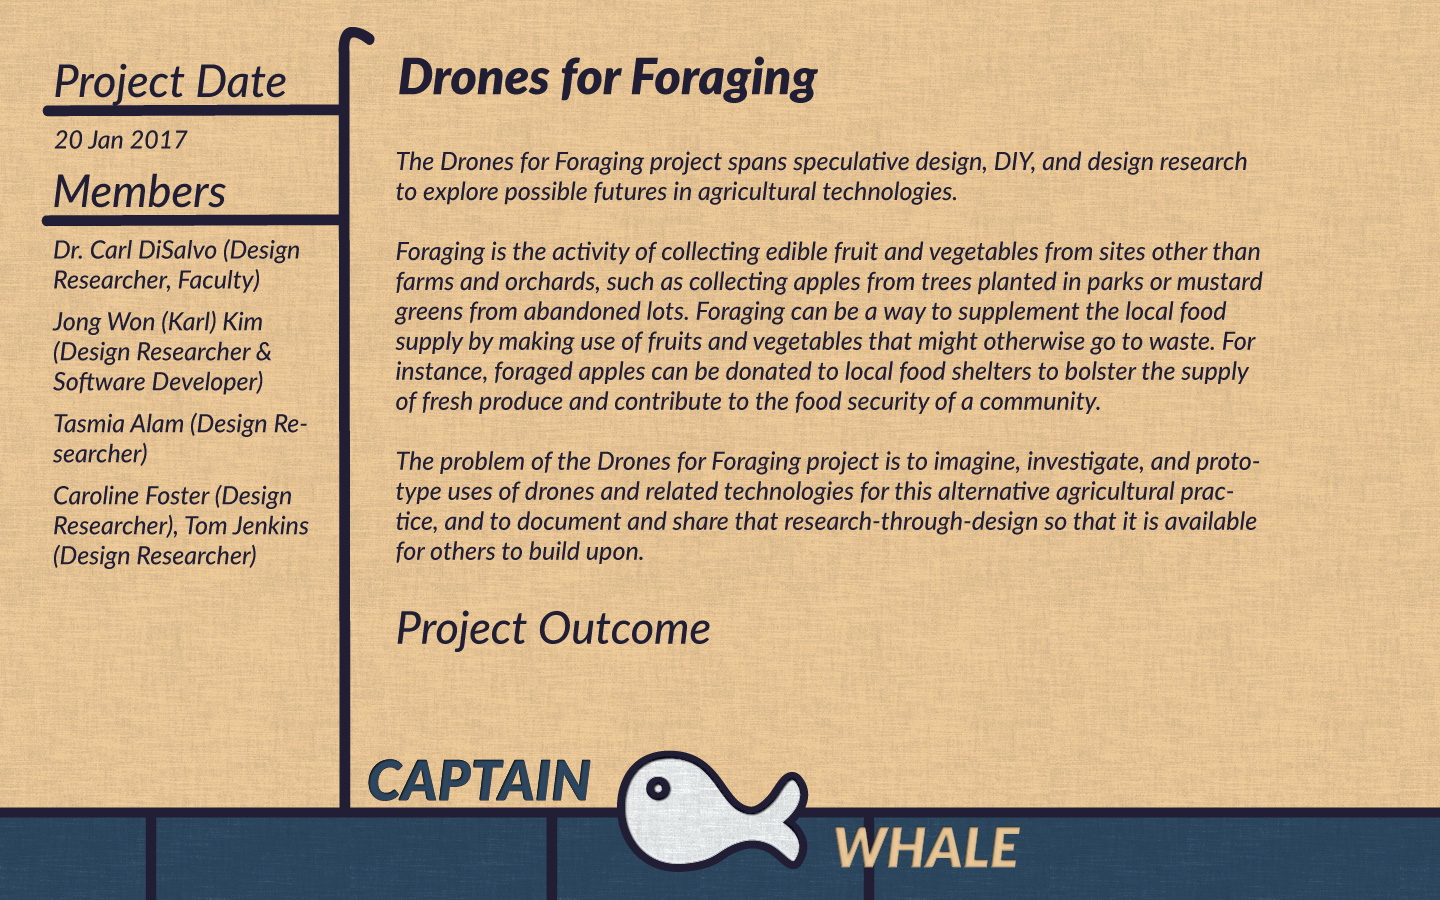 Project Date
20 Jan 2017
Members
Dr. Carl DiSalvo (Design
Researcher, Faculty)
Jong Won (Karl) Kim
(Design Researcher &
Software Developer)
Tasmia Alam (Design Re-
searcher)
Caroline Foster (Design
Researcher), Tom Jenkins
(Design Researcher)
Drones for Foraging
The Drones for Foraging project spans speculative design, DIY, and design research
to explore possible futures in agricultural technologies.
Foraging is the activity of collecting edible fruit and vegetables from sites other than
farms and orchards, such as collecting apples from trees planted in parks or mustard
greens from abandoned lots. Foraging can be a way to supplement the local food
supply by making use of fruits and vegetables that might otherwise go to waste. For
instance, foraged apples can be donated to local food shelters to bolster the supply
of fresh produce and contribute to the food security of a community.
The problem of the Drones for Foraging project is to imagine, investigate, and proto-
type uses of drones and related technologies for this alternative agricultural prac-
tice, and to document and share that research-through-design so that it is available
for others to build upon.
Project Outcome
CAPTAIN
WHALE